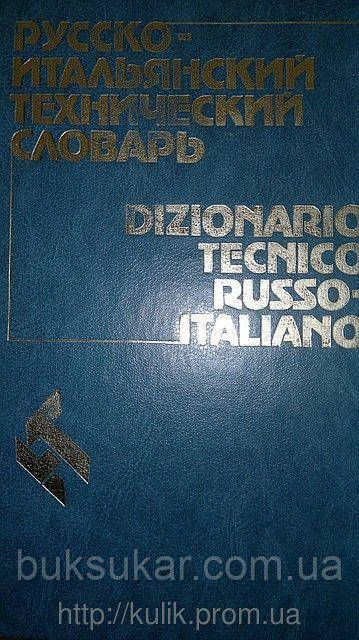 РУССКО-
ИТАЛЬЯНСКИЙ
ТЕХНИЧЕСКИЙ
СЛОВАРЬ
DIZIONARIO
TECNICO
RUSSO-
ITALIANO
buksukar.com.ua
http://kulik.prom.ua